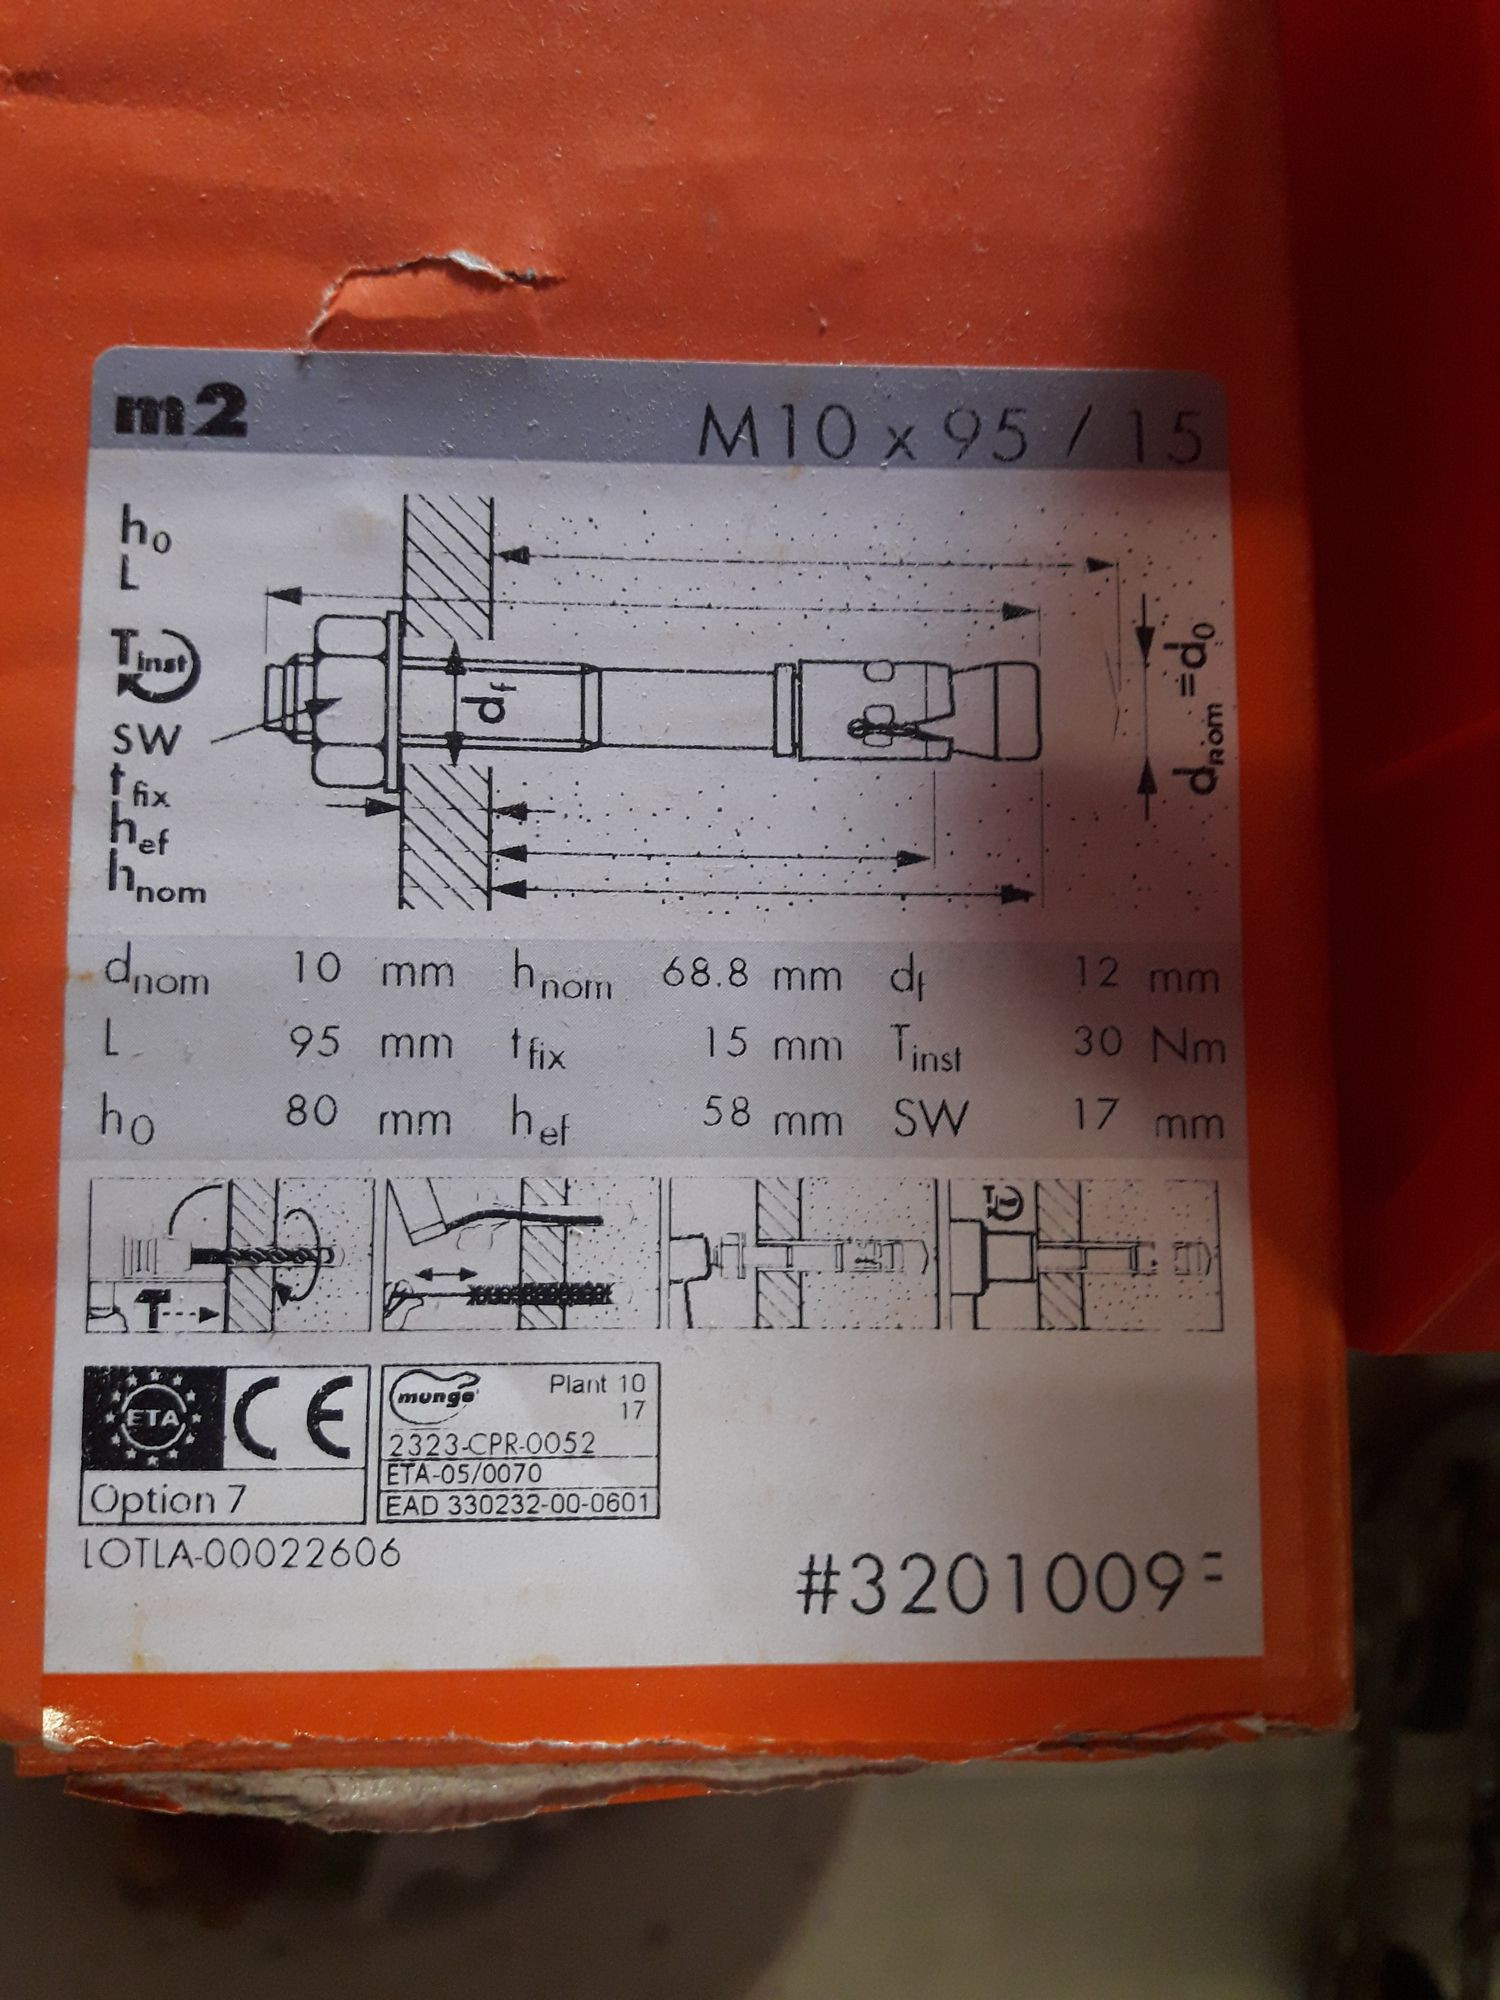 m2 M10 x 95 / 15
h0
L
Tinst
SW
tfix
hef
hnom
df
dnom = d0
dnom 10 mm hnom 68.8 mm df 12 mm
L 95 mm tfix 15 mm Tinst 30 Nm
h0 80 mm hef 58 mm SW 17 mm
T
ETA CE
Option 7
mungo Plant 10
17
2323-CPR-0052
ETA-05/0070
EAD 330232-00-0601
LOTLA-00022606
#3201009=